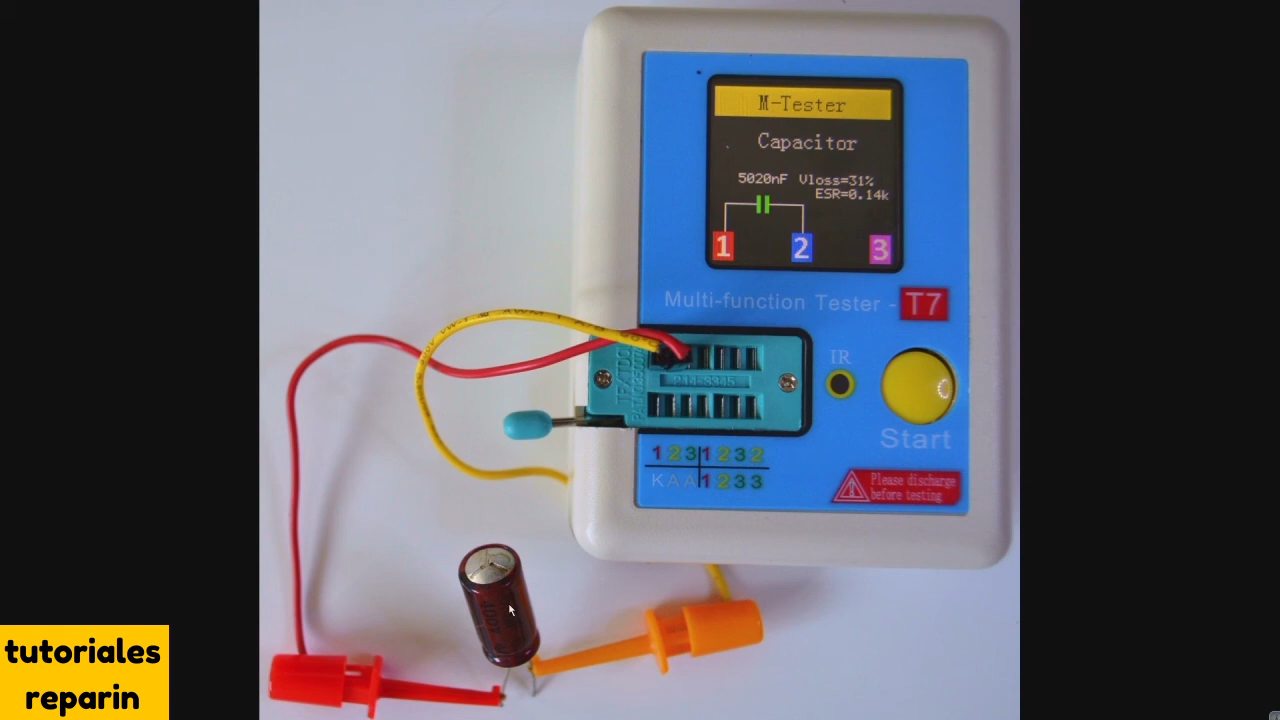 M-Tester
Capacitor
5020nF Vloss=31%
ESR=0.14k
1 2 3
Multi-function Tester - T7
IR
Start
1 2 3 1 2 3 2
K A A 1 2 3 3
Please discharge
before testing
tutoriales
reparin